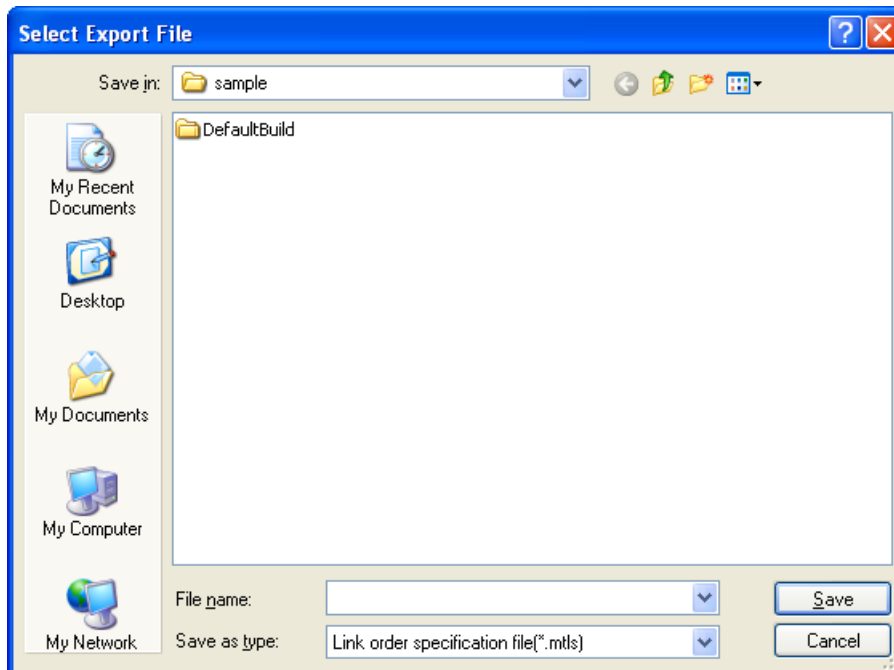 Select Export File
Save in: sample
DefaultBuild
My Recent
Documents
Desktop
My Documents
My Computer
My Network
File name:
Save
Save as type: Link order specification file(*.mtls)
Cancel